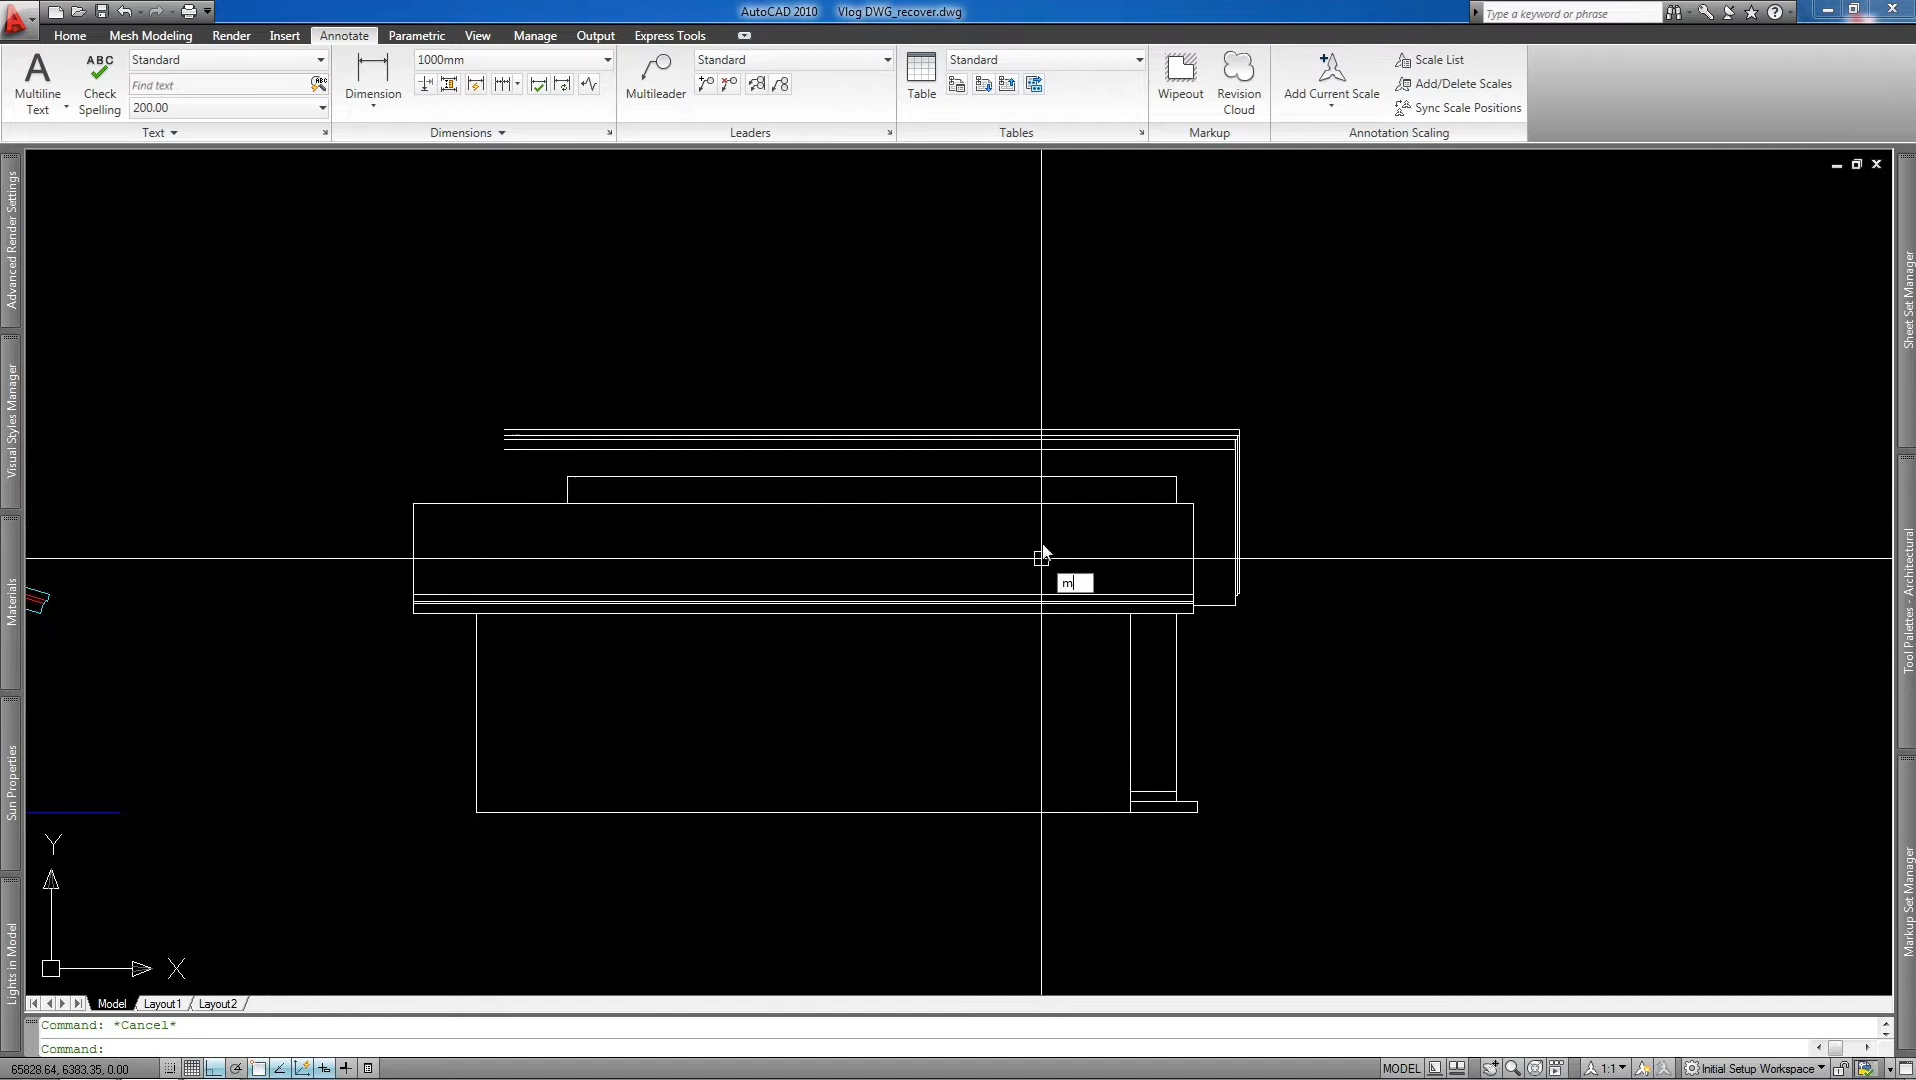 AutoCAD 2010 Vlog DWG_recover.dwg
Type a keyword or phrase
Home Mesh Modeling Render Insert Annotate Parametric View Manage Output Express Tools
Multiline Text
ABC Check Spelling
Standard
Find text
ABC
200.00
Text
Dimension
1000mm
Dimensions
Multileader
Standard
Leaders
Table
Standard
Tables
Wipeout
Revision Cloud
Markup
Add Current Scale
Scale List
Add/Delete Scales
Sync Scale Positions
Annotation Scaling
Advanced Render Settings
Visual Styles Manager
Materials
Sun Properties
Lights in Model
Sheet Set Manager
Tool Palettes - Architectural
Markup Set Manager
m
Y
X
Model Layout1 Layout2
Command: *Cancel*
Command:
65828.64, 6383.35, 0.00
MODEL
1:1
Initial Setup Workspace